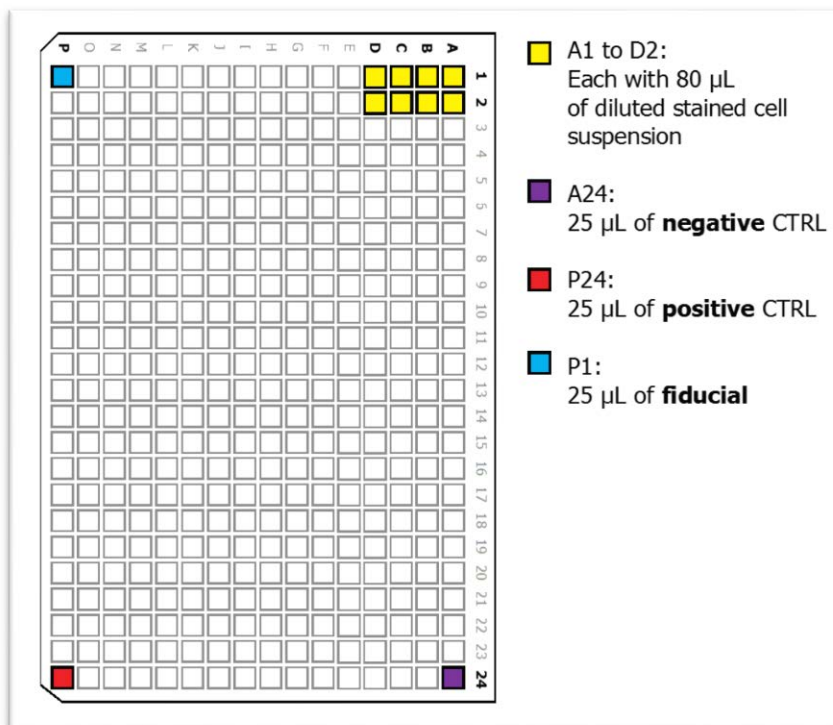 P O N M L K J I H G F E D C B A
1
2
3
4
5
6
7
8
9
10
11
12
13
14
15
16
17
18
19
20
21
22
23
24
A1 to D2:
Each with 80 µL
of diluted stained cell
suspension
A24:
25 µL of negative CTRL
P24:
25 µL of positive CTRL
P1:
25 µL of fiducial